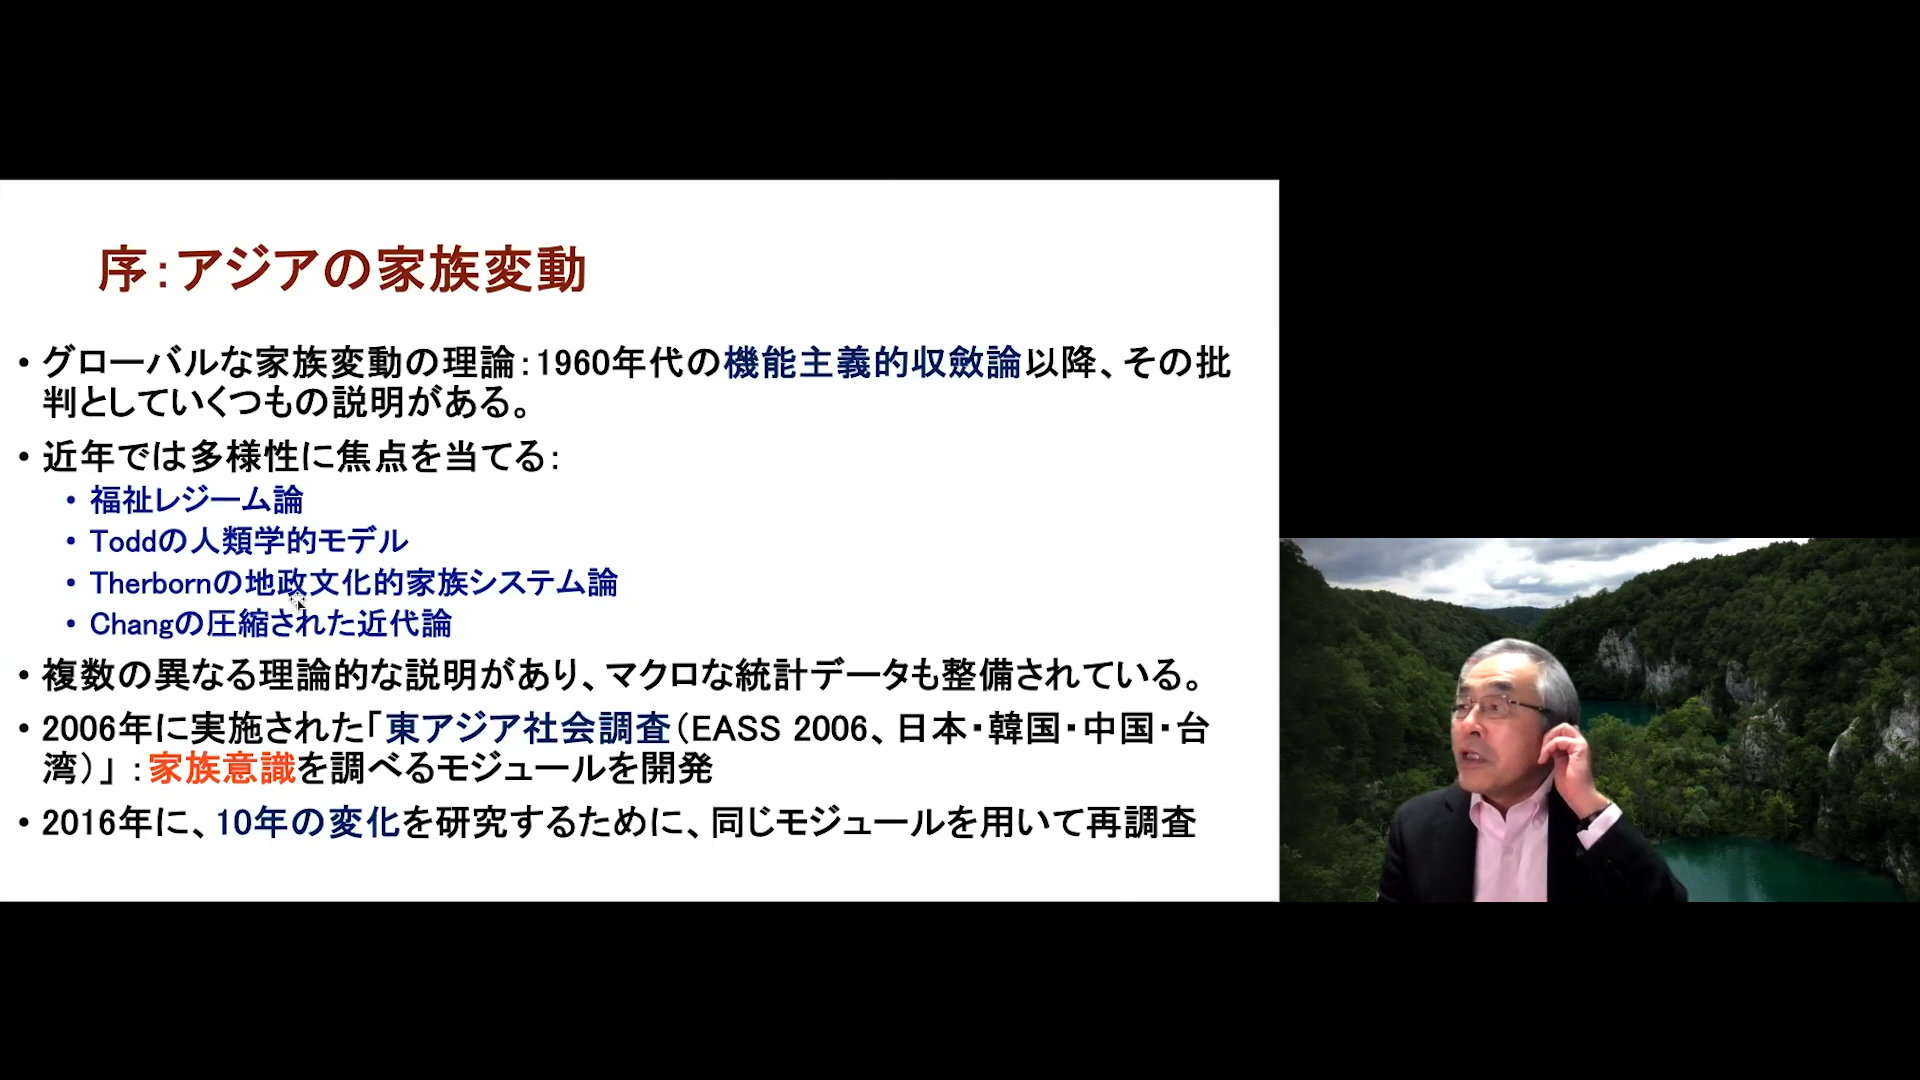 序：アジアの家族変動
・グローバルな家族変動の理論：1960年代の機能主義的収斂論以降、その批
判としていくつもの説明がある。
・近年では多様性に焦点を当てる：
・福祉レジーム論
・Toddの人類学的モデル
・Therbornの地政文化的家族システム論
・Changの圧縮された近代論
・複数の異なる理論的な説明があり、マクロな統計データも整備されている。
・2006年に実施された「東アジア社会調査（EASS 2006、日本・韓国・中国・台
湾）」：家族意識を調べるモジュールを開発
・2016年に、10年の変化を研究するために、同じモジュールを用いて再調査